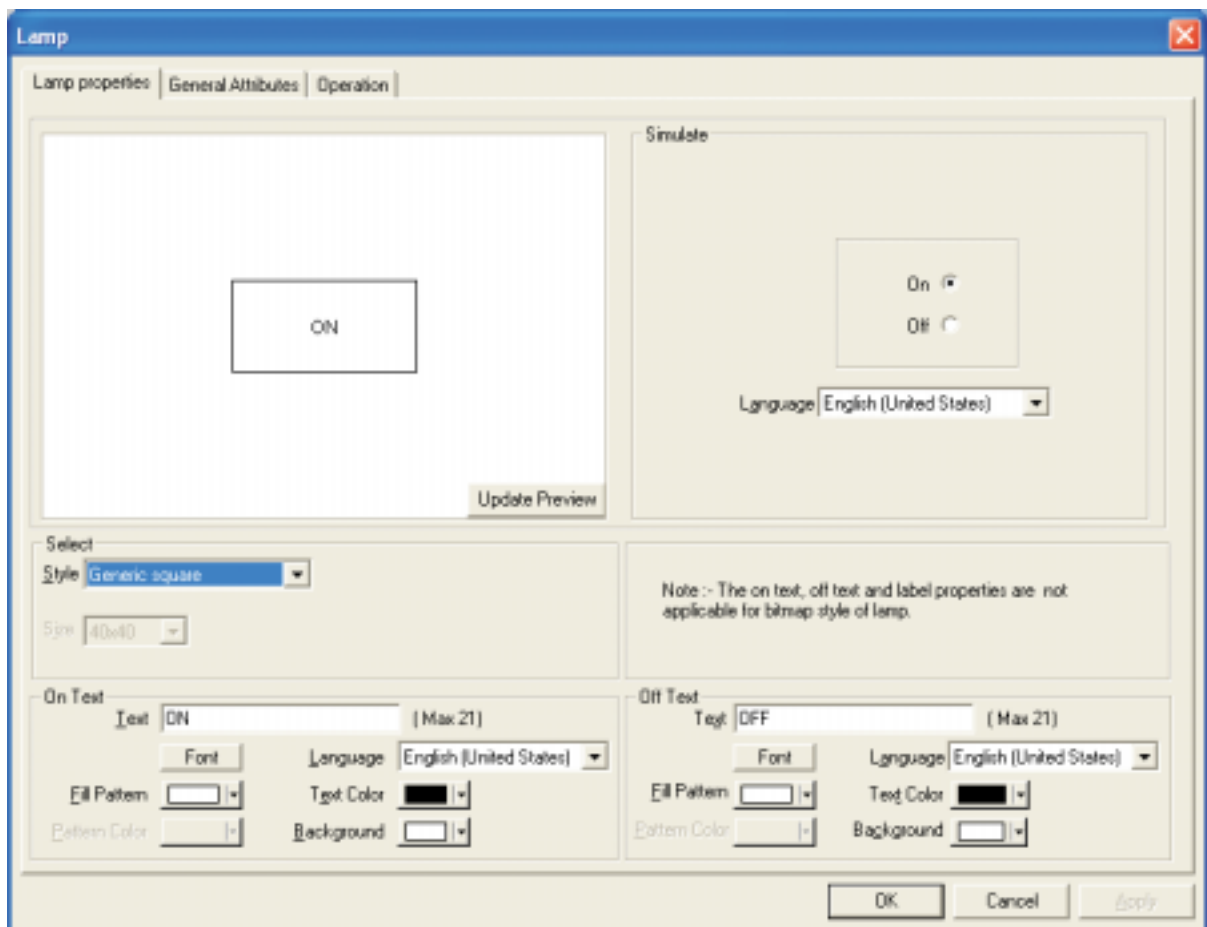 Lamp
Lamp properties General Attributes Operation
Simulate
ON
On
Off
Language English (United States)
Update Preview
Select
Style Generic square
Size 40x40
Note :- The on text, off text and label properties are not
applicable for bitmap style of lamp.
On Text
Text ON (Max 21)
Font Language English (United States)
Fill Pattern Text Color
Pattern Color Background
Off Text
Text OFF (Max 21)
Font Language English (United States)
Fill Pattern Text Color
Pattern Color Background
OK Cancel Apply